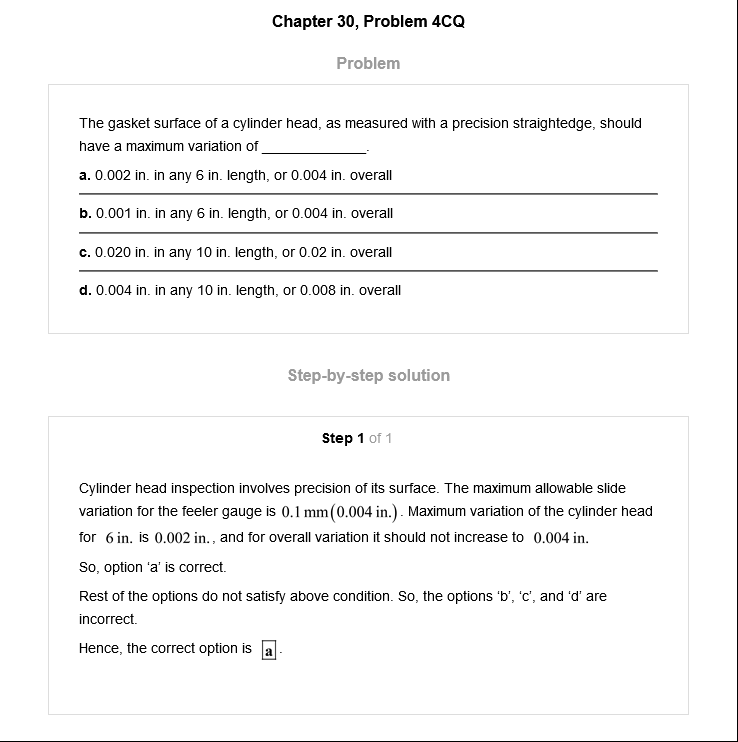 Chapter 30, Problem 4CQ
Problem
The gasket surface of a cylinder head, as measured with a precision straightedge, should
have a maximum variation of ______________.
a. 0.002 in. in any 6 in. length, or 0.004 in. overall
b. 0.001 in. in any 6 in. length, or 0.004 in. overall
c. 0.020 in. in any 10 in. length, or 0.02 in. overall
d. 0.004 in. in any 10 in. length, or 0.008 in. overall
Step-by-step solution
Step 1 of 1
Cylinder head inspection involves precision of its surface. The maximum allowable slide
variation for the feeler gauge is 0.1 mm(0.004 in.). Maximum variation of the cylinder head
for 6 in. is 0.002 in., and for overall variation it should not increase to 0.004 in.
So, option ‘a’ is correct.
Rest of the options do not satisfy above condition. So, the options ‘b’, ‘c’, and ‘d’ are
incorrect.
Hence, the correct option is a.